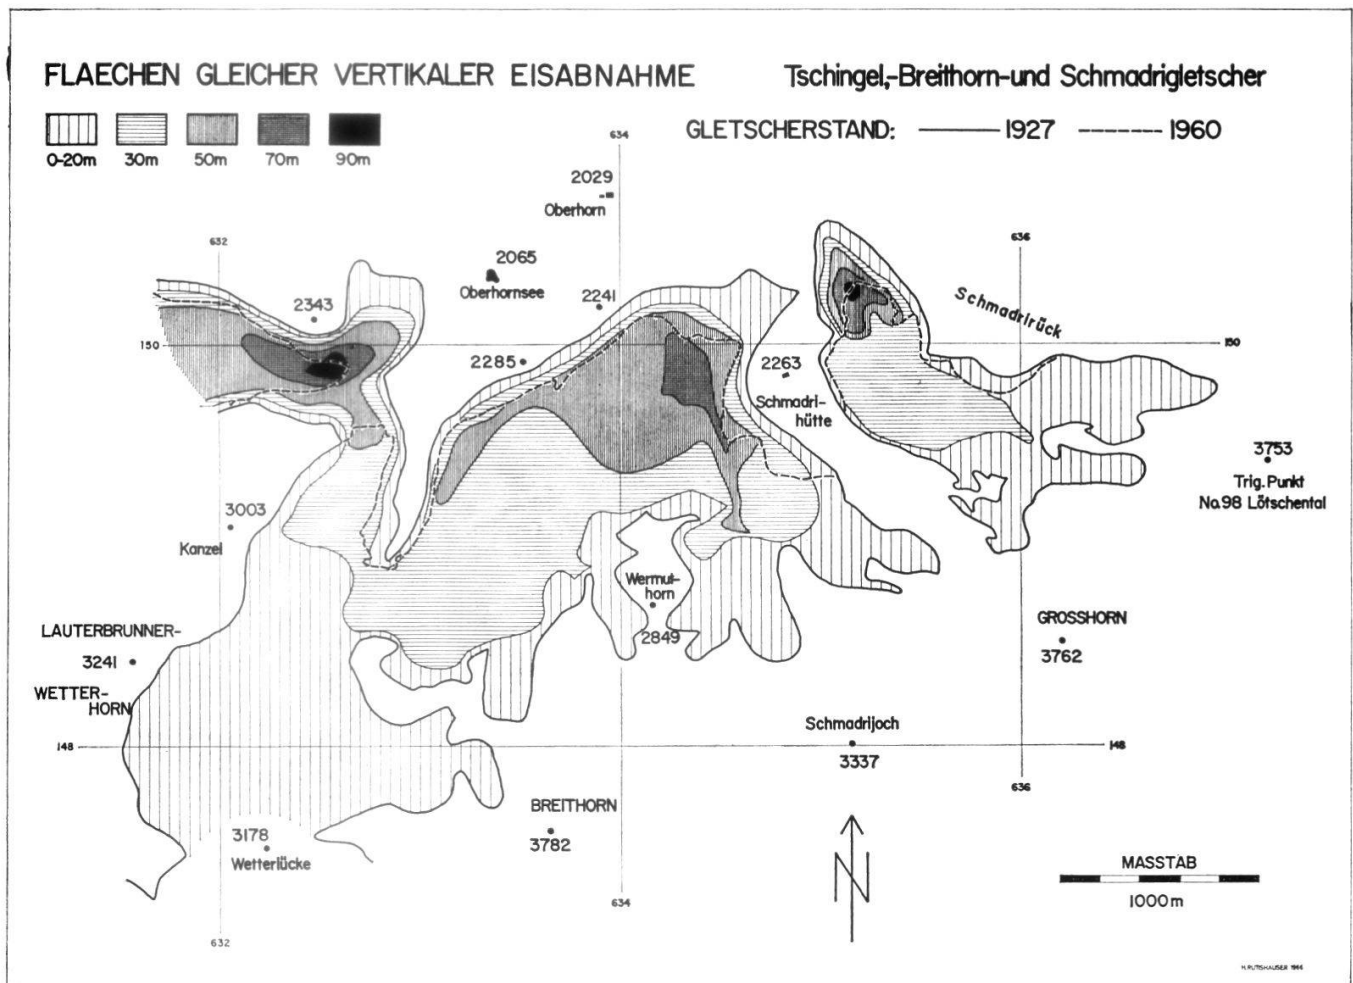 FLAECHEN GLEICHER VERTIKALER EISABNAHME
Tschingel,-Breithorn-und Schmadrigletscher
0-20m 30m 50m 70m 90m
GLETSCHERSTAND: 1927 1960
634
2029
Oberhorn
632
636
2065
Oberhornsee
2343
2241
Schmadrirück
150
150
2285
2263
Schmadri-
hütte
3753
Trig. Punkt
No.98 Lötschental
3003
Kanzel
Wermut-
horn
2849
LAUTERBRUNNER-
3241
WETTER-
HORN
GROSSHORN
3762
Schmadrijoch
3337
148
148
636
BREITHORN
3782
3178
Wetterlücke
N
MASSTAB
1000m
634
632
H. RUTISHAUSER 1966